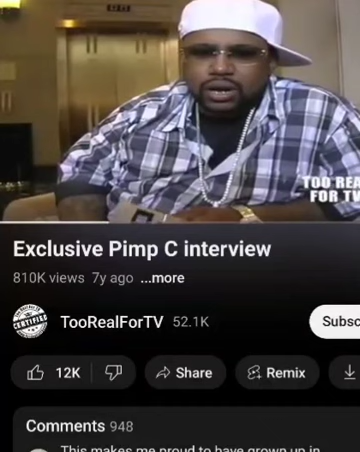 TOO REA
FOR TV
Exclusive Pimp C interview
810K views 7y ago ...more
CERTIFIED
TooRealForTV 52.1K
Subsc
12K
Share
Remix
Comments 948
This makes me proud to have grown up in